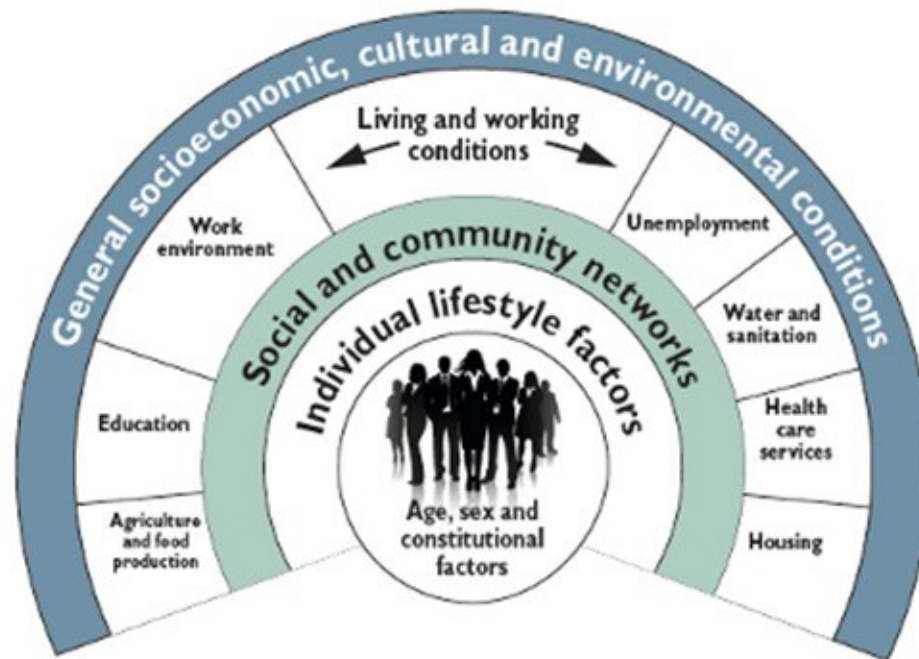 General socioeconomic, cultural and environmental conditions
Living and working
conditions
Work
environment
Unemployment
Water and
sanitation
Education
Health
care
services
Agriculture
and food
production
Housing
Social and community networks
Individual lifestyle factors
Age, sex and
constitutional
factors